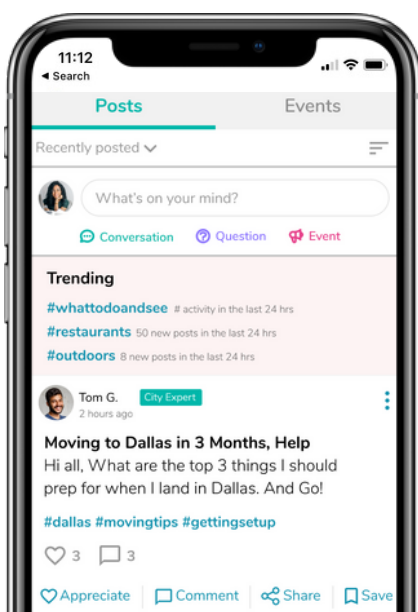 11:12
◄ Search
Posts Events
Recently posted
What's on your mind?
Conversation Question Event
Trending
#whattodoandsee # activity in the last 24 hrs
#restaurants 50 new posts in the last 24 hrs
#outdoors 8 new posts in the last 24 hrs
Tom G. City Expert
2 hours ago
Moving to Dallas in 3 Months, Help
Hi all, What are the top 3 things I should
prep for when I land in Dallas. And Go!
#dallas #movingtips #gettingsetup
3 3
Appreciate Comment Share Save